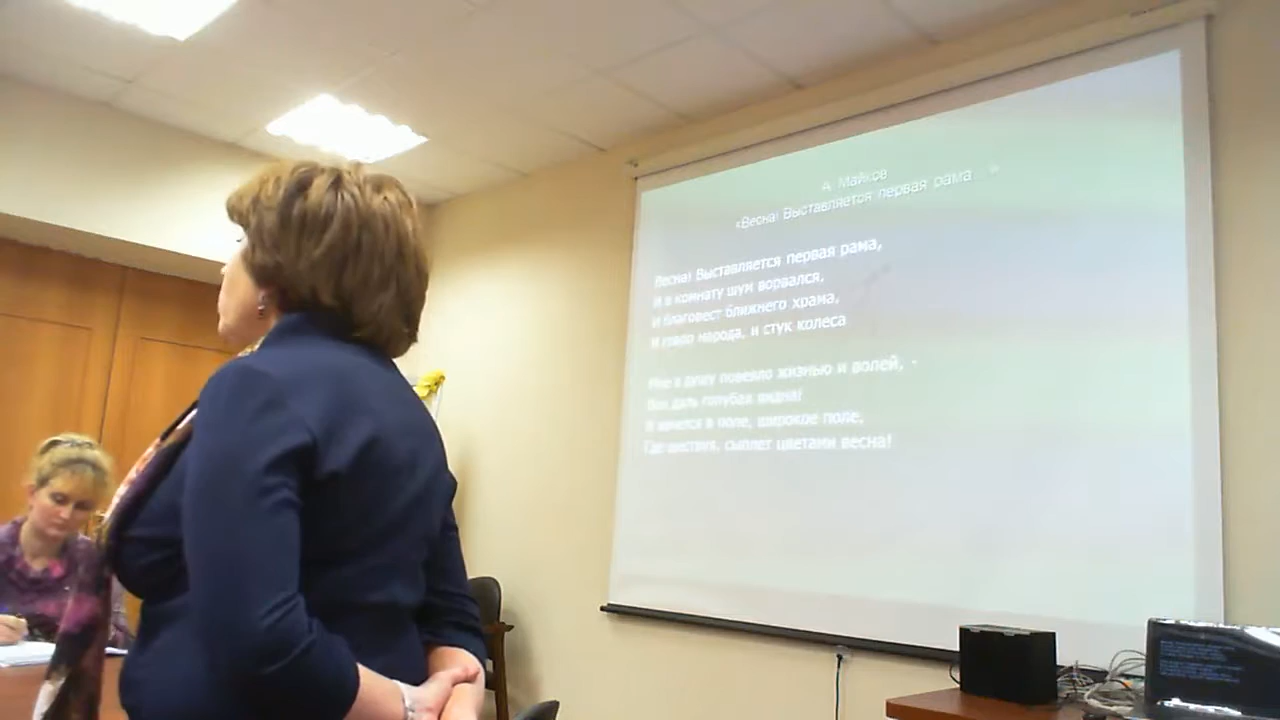 А. Майков
«Весна! Выставляется первая рама...»
Весна! Выставляется первая рама,
И в комнату шум ворвался,
И благовест ближнего храма,
И говор народа, и стук колеса
Мне в душу повеяло жизнью и волей, -
Вон даль голубая видна!
И хочется в поле, широкое поле,
Где шествуя, сыплет цветами весна!